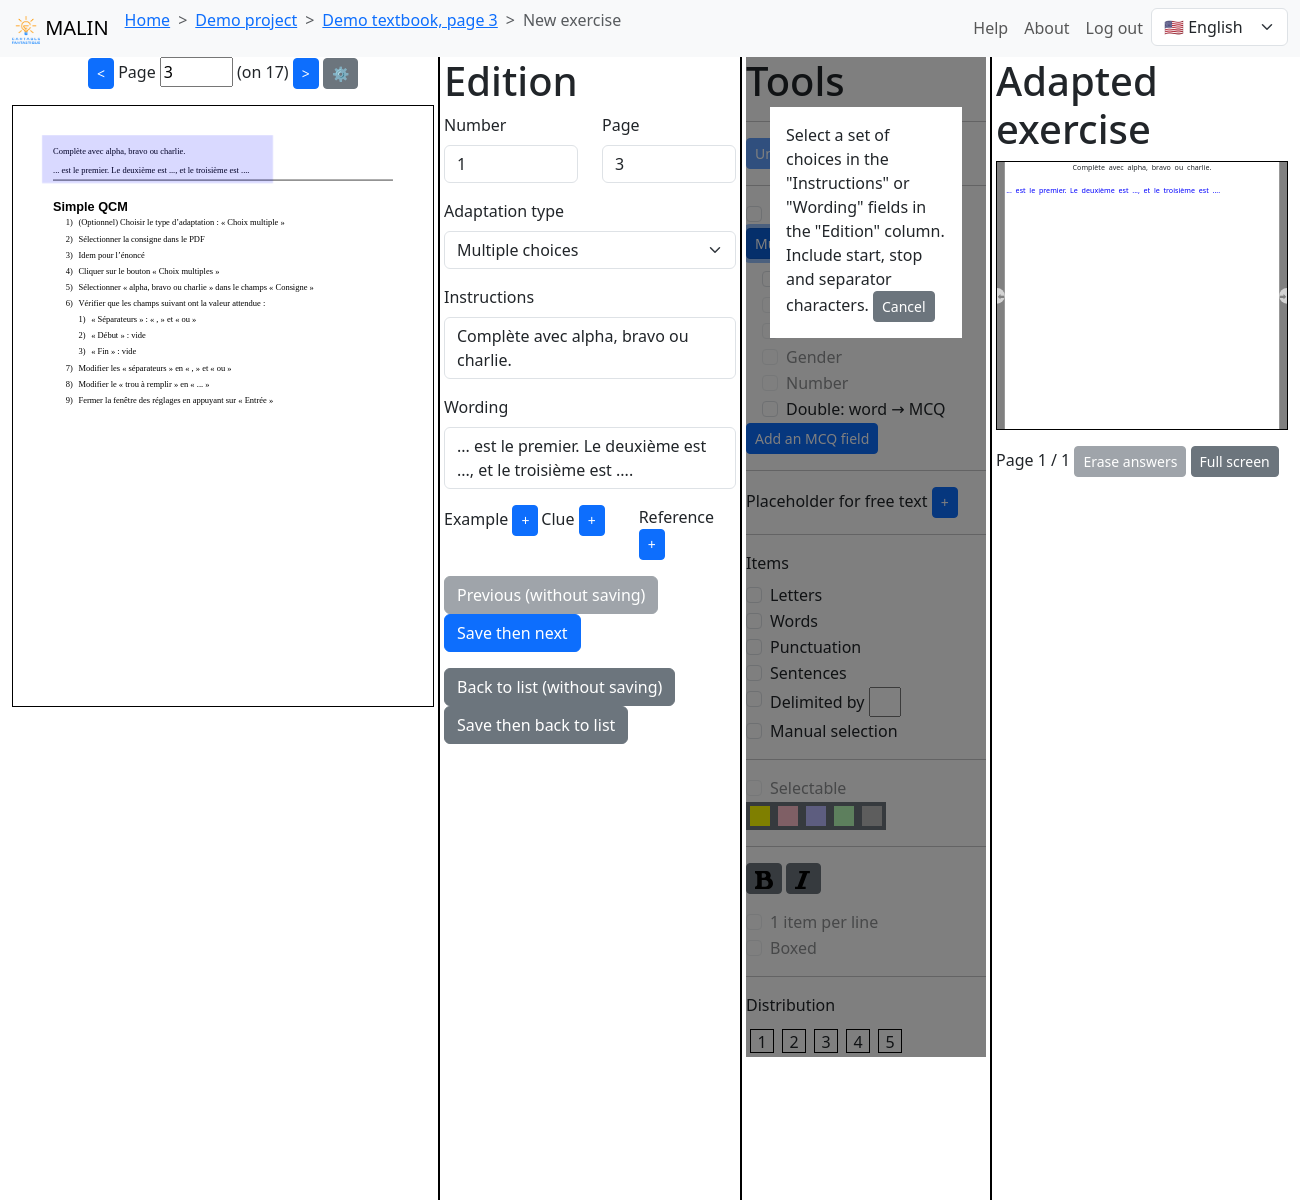 MALIN
Home > Demo project > Demo textbook, page 3 > New exercise
Help About Log out 🇺🇸 English
< Page 3 (on 17) > ⚙️
Complète avec alpha, bravo ou charlie.
... est le premier. Le deuxième est ..., et le troisième est ....
Simple QCM
1) (Optionnel) Choisir le type d’adaptation : « Choix multiple »
2) Sélectionner la consigne dans le PDF
3) Idem pour l’énoncé
4) Cliquer sur le bouton « Choix multiples »
5) Sélectionner « alpha, bravo ou charlie » dans le champs « Consigne »
6) Vérifier que les champs suivant ont la valeur attendue :
1) « Séparateurs » : « , » et « ou »
2) « Début » : vide
3) « Fin » : vide
7) Modifier les « séparateurs » en « , » et « ou »
8) Modifier le « trou à remplir » en « ... »
9) Fermer la fenêtre des réglages en appuyant sur « Entrée »
Edition
Number Page
1 3
Adaptation type
Multiple choices
Instructions
Complète avec alpha, bravo ou
charlie.
Wording
... est le premier. Le deuxième est
..., et le troisième est ....
Example + Clue + Reference
+
Previous (without saving)
Save then next
Back to list (without saving)
Save then back to list
Tools
Select a set of
choices in the
"Instructions" or
"Wording" fields in
the "Edition" column.
Include start, stop
and separator
characters. Cancel
Gender
Number
Double: word → MCQ
Add an MCQ field
Placeholder for free text +
Items
Letters
Words
Punctuation
Sentences
Delimited by
Manual selection
Selectable
B I
1 item per line
Boxed
Distribution
1 2 3 4 5
Adapted
exercise
Complète avec alpha, bravo ou charlie.
... est le premier. Le deuxième est ..., et le troisième est ....
Page 1 / 1 Erase answers Full screen